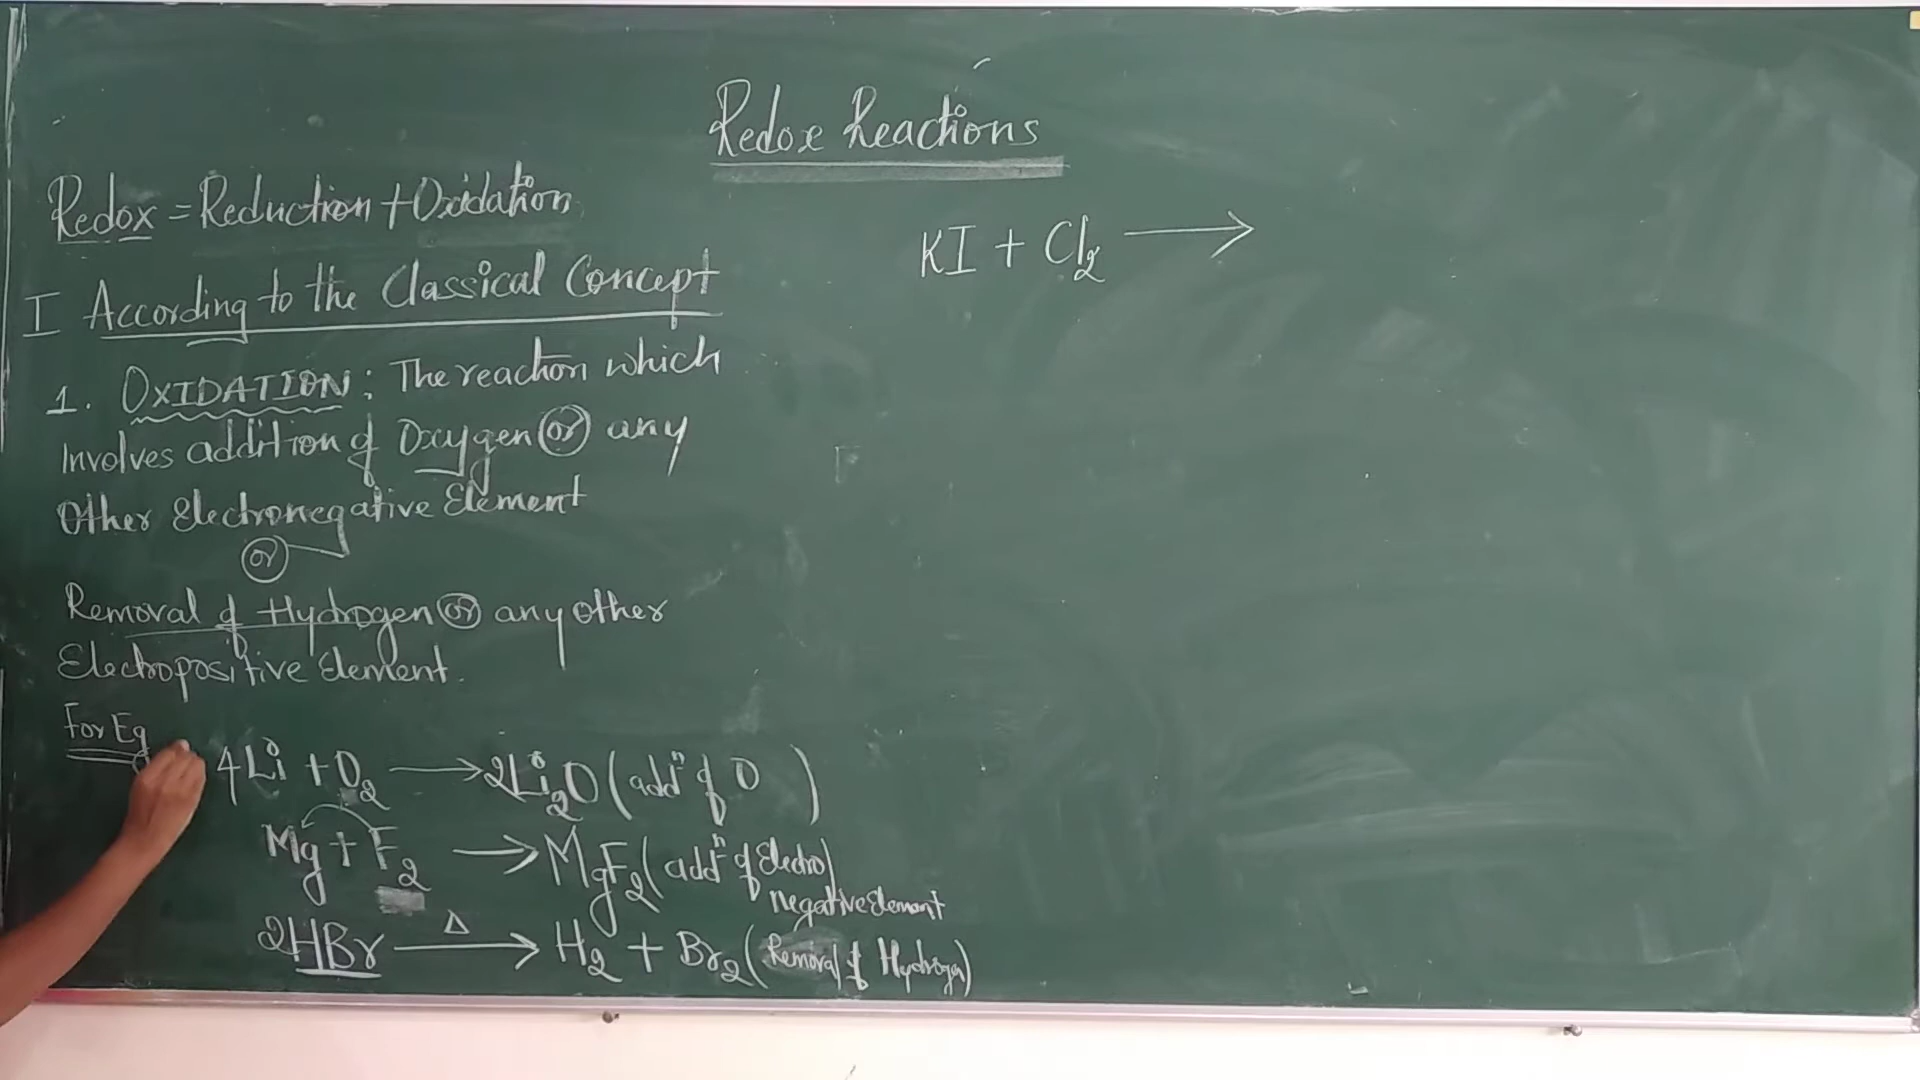 Redox Reactions
Redox = Reduction + Oxidation
I According to the Classical Concept
1. OXIDATION : The reaction which
Involves addition of Oxygen (or) any
Other Electronegative Element
(or)
Removal of Hydrogen (or) any other
Electropositive Element.
For Eg
4Li + O₂ ⟶ 2Li₂O (addⁿ of O )
Mg + F₂ ⟶ MgF₂ (addⁿ of Electro)
negative Element
2HBr ⟶ Δ H₂ + Br₂ (Removal of Hydrogen)
KI + Cl₂ ⟶